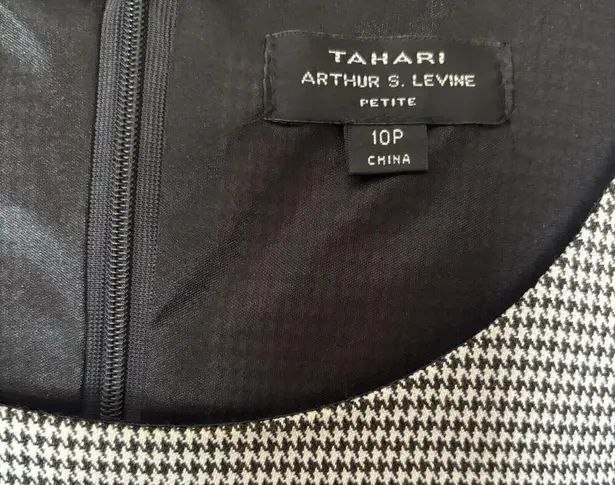 TAHARI
ARTHUR S. LEVINE
PETITE
10P
CHINA